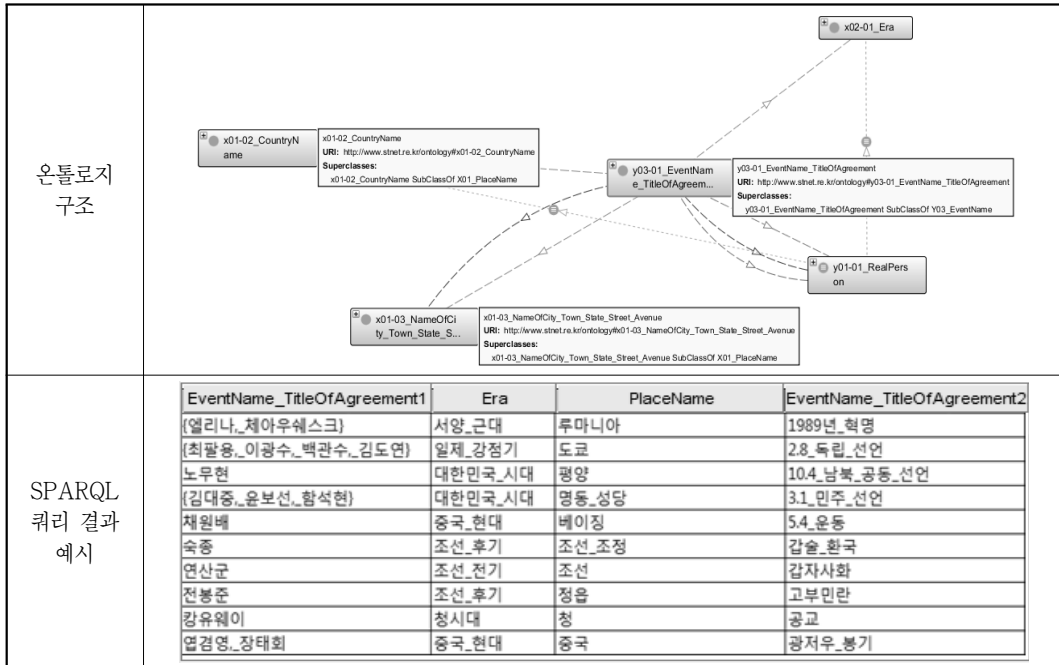 온톨로지
구조
x02-01_Era
x01-02_CountryN
ame
x01-02_CountryName
URI: http://www.stnet.re.kr/ontology#x01-02_CountryName
Superclasses:
x01-02_CountryName SubClassOf X01_PlaceName
y03-01_EventNam
e_TitleOfAgreem...
y03-01_EventName_TitleOfAgreement
URI: http://www.stnet.re.kr/ontology#y03-01_EventName_TitleOfAgreement
Superclasses:
y03-01_EventName_TitleOfAgreement SubClassOf Y03_EventName
y01-01_RealPers
on
x01-03_NameOfCi
ty_Town_State_S...
x01-03_NameOfCity_Town_State_Street_Avenue
URI: http://www.stnet.re.kr/ontology#x01-03_NameOfCity_Town_State_Street_Avenue
Superclasses:
x01-03_NameOfCity_Town_State_Street_Avenue SubClassOf X01_PlaceName
SPARQL
쿼리 결과
예시
EventName_TitleOfAgreement1 Era PlaceName EventName_TitleOfAgreement2
{엘리나,_체아우쉐스크} 서양_근대 루마니아 1989년_혁명
{최팔용,_이광수,_백관수,_김도연} 일제_강점기 도쿄 2.8_독립_선언
노무현 대한민국_시대 평양 10.4_남북_공동_선언
{김대중,_윤보선,_함석헌} 대한민국_시대 명동_성당 3.1_민주_선언
채원배 중국_현대 베이징 5.4_운동
숙종 조선_후기 조선_조정 갑술_환국
연산군 조선_전기 조선 갑자사화
전봉준 조선_후기 정읍 고부민란
캉유웨이 청시대 청 공교
엽겸영,_장태회 중국_현대 중국 광저우_봉기